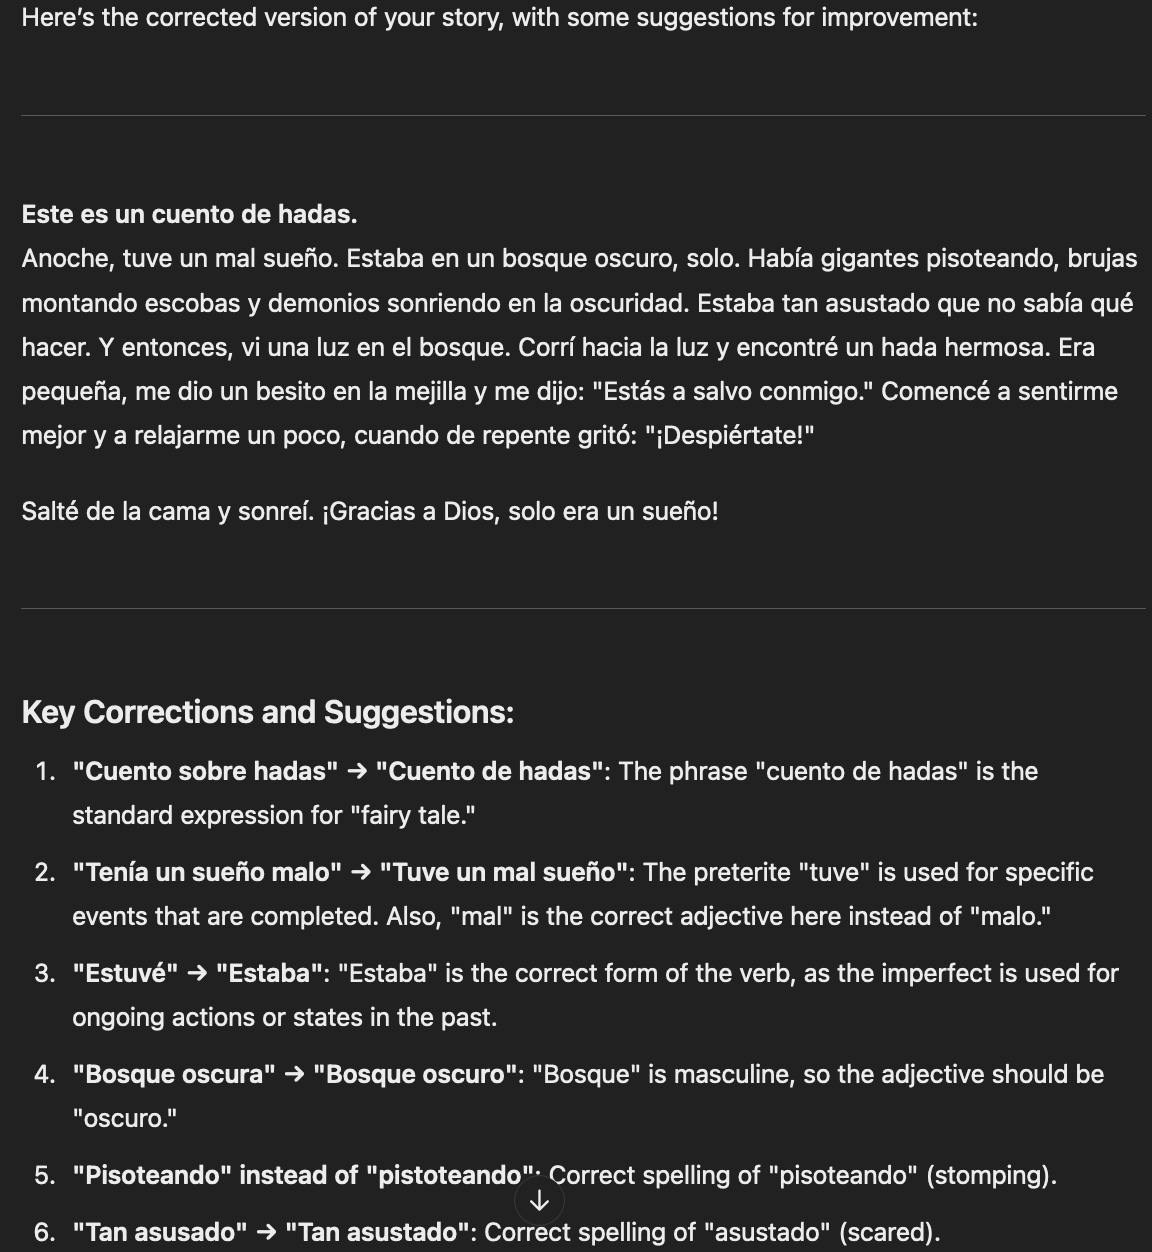 Here’s the corrected version of your story, with some suggestions for improvement:
Este es un cuento de hadas.
Anoche, tuve un mal sueño. Estaba en un bosque oscuro, solo. Había gigantes pisoteando, brujas
montando escobas y demonios sonriendo en la oscuridad. Estaba tan asustado que no sabía qué
hacer. Y entonces, vi una luz en el bosque. Corrí hacia la luz y encontré un hada hermosa. Era
pequeña, me dio un besito en la mejilla y me dijo: "Estás a salvo conmigo." Comencé a sentirme
mejor y a relajarme un poco, cuando de repente gritó: "¡Despiértate!"
Salté de la cama y sonreí. ¡Gracias a Dios, solo era un sueño!
Key Corrections and Suggestions:
1. "Cuento sobre hadas" → "Cuento de hadas": The phrase "cuento de hadas" is the
standard expression for "fairy tale."
2. "Tenía un sueño malo" → "Tuve un mal sueño": The preterite "tuve" is used for specific
events that are completed. Also, "mal" is the correct adjective here instead of "malo."
3. "Estuvé" → "Estaba": "Estaba" is the correct form of the verb, as the imperfect is used for
ongoing actions or states in the past.
4. "Bosque oscura" → "Bosque oscuro": "Bosque" is masculine, so the adjective should be
"oscuro."
5. "Pisoteando" instead of "pistoteando": Correct spelling of "pisoteando" (stomping).
6. "Tan asusado" → "Tan asustado": Correct spelling of "asustado" (scared).